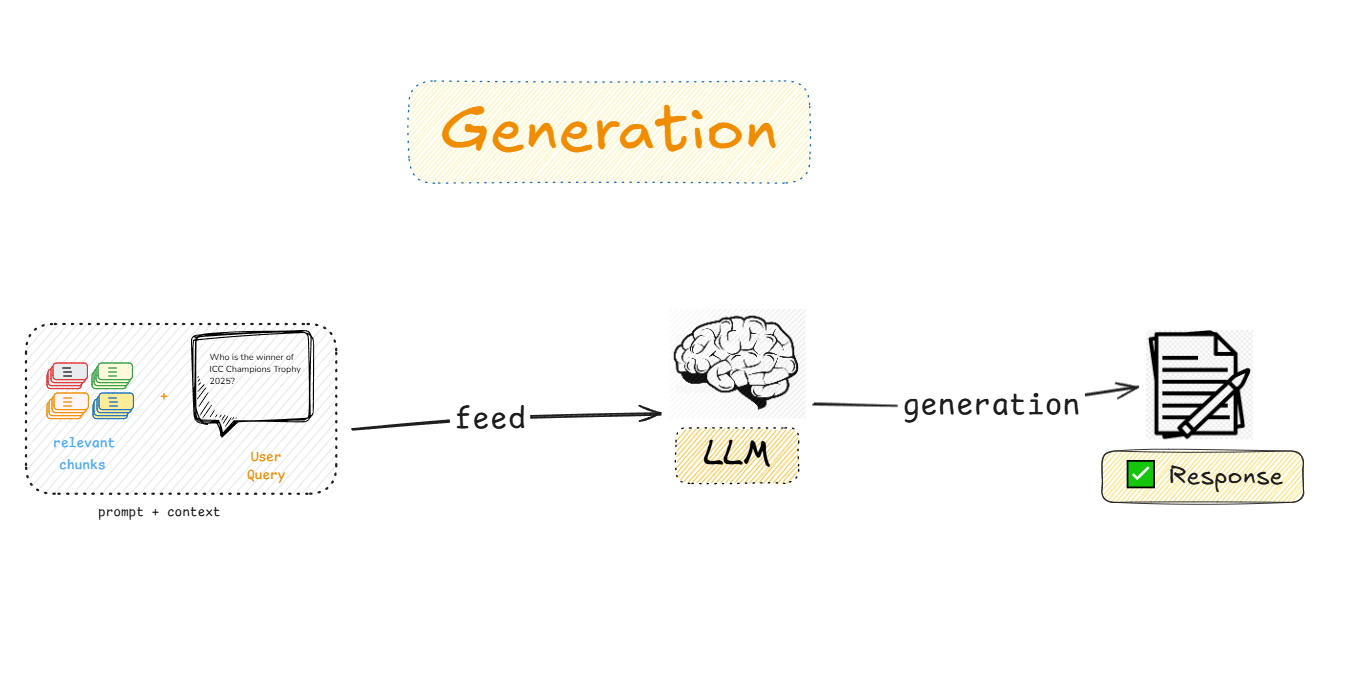 Generation
Who is the winner of
ICC Champions Trophy
2025?
+
relevant
chunks
User
Query
prompt + context
feed
LLM
generation
✅ Response